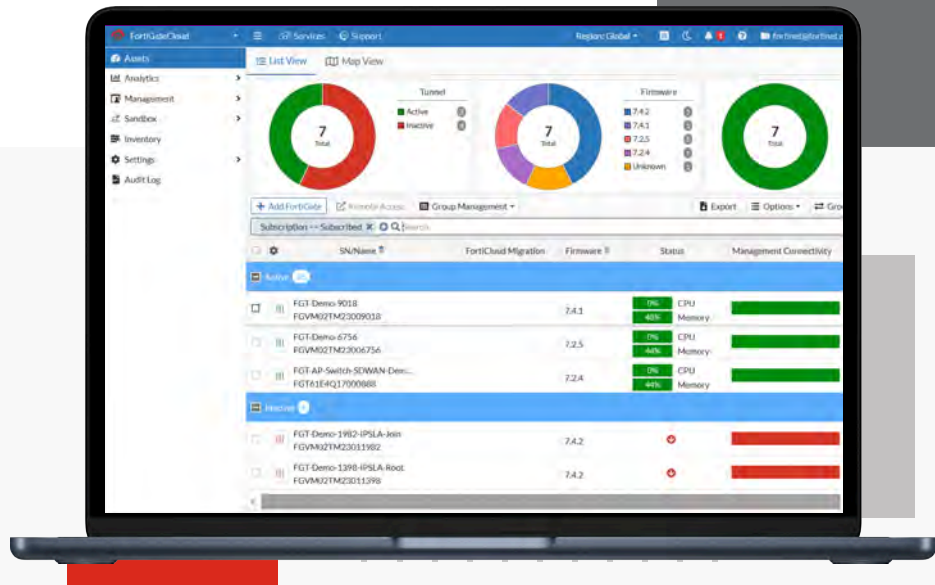 FortiGateCloud
Services
Support
Region: Global
1
Assets
Analytics
Management
Sandbox
Inventory
Settings
Audit Log
List View
Map View
7
Total
Tunnel
Active
Inactive
7
Total
Firmware
7.4.2
7.4.1
7.2.5
7.2.4
Unknown
7
Total
+ Add FortiGate
Remote Access
Group Management
Export
Options
Subscription == Subscribed
Search
SN/Name
FortiCloud Migration
Firmware
Status
Management Connectivity
Active
FGT-Demo-9018
FGVM02TM23009018
7.4.1
0%
CPU
Memory
FGT-Demo-6756
FGVM02TM23006756
7.2.5
0%
CPU
44%
Memory
FGT-AP-Switch-SDWAN-Dem...
FGT61E4Q17000888
7.2.4
0%
CPU
44%
Memory
Inactive
FGT-Demo-1982-IPSLA-Join
FGVM02TM23011982
7.4.2
FGT-Demo-1398-IPSLA-Root
FGVM02TM23011398
7.4.2